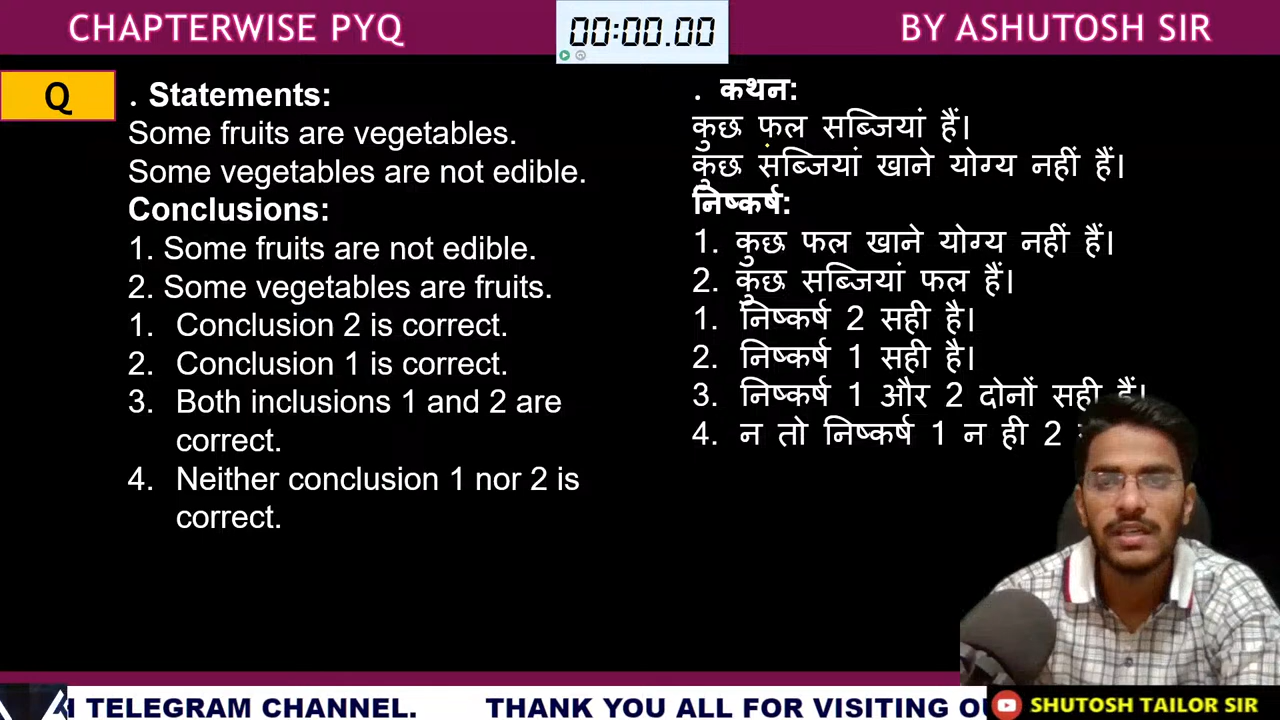 CHAPTERWISE PYQ
00:00.00
BY ASHUTOSH SIR
Q
. Statements:
Some fruits are vegetables.
Some vegetables are not edible.
Conclusions:
1. Some fruits are not edible.
2. Some vegetables are fruits.
1. Conclusion 2 is correct.
2. Conclusion 1 is correct.
3. Both inclusions 1 and 2 are
correct.
4. Neither conclusion 1 nor 2 is
correct.
. कथन:
कुछ फल सब्जियां हैं।
कुछ सब्जियां खाने योग्य नहीं हैं।
निष्कर्ष:
1. कुछ फल खाने योग्य नहीं हैं।
2. कुछ सब्जियां फल हैं।
1. निष्कर्ष 2 सही है।
2. निष्कर्ष 1 सही है।
3. निष्कर्ष 1 और 2 दोनों सही हैं।
4. न तो निष्कर्ष 1 न ही 2
TELEGRAM CHANNEL. THANK YOU ALL FOR VISITING
SHUTOSH TAILOR SIR